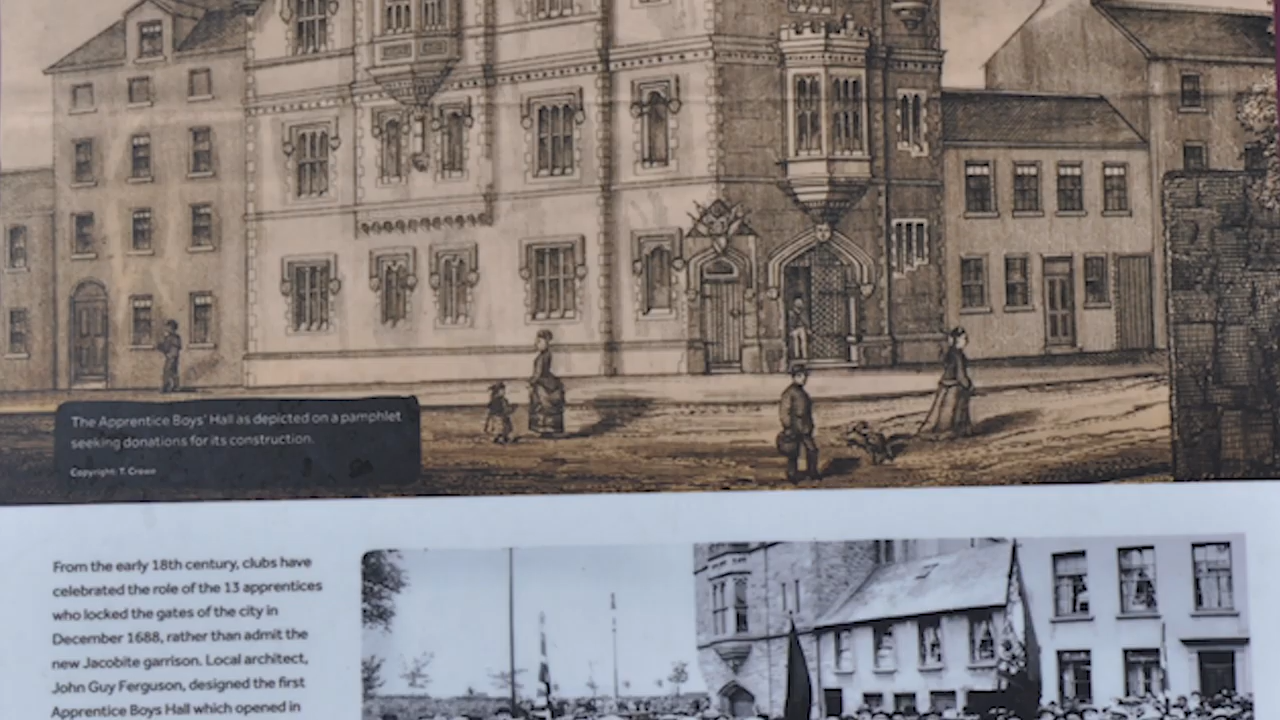 The Apprentice Boys' Hall as depicted on a pamphlet
seeking donations for its construction.
Copyright: T. Crowe
From the early 18th century, clubs have
celebrated the role of the 13 apprentices
who locked the gates of the city in
December 1688, rather than admit the
new Jacobite garrison. Local architect,
John Guy Ferguson, designed the first
Apprentice Boys Hall which opened in